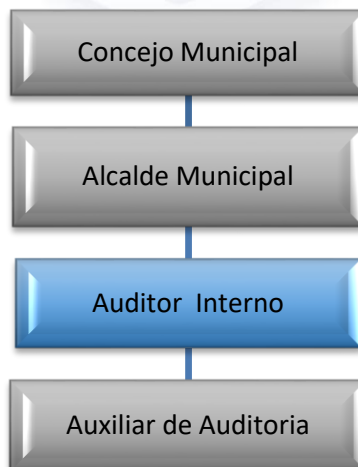 Concejo Municipal
Alcalde Municipal
Auditor Interno
Auxiliar de Auditoria